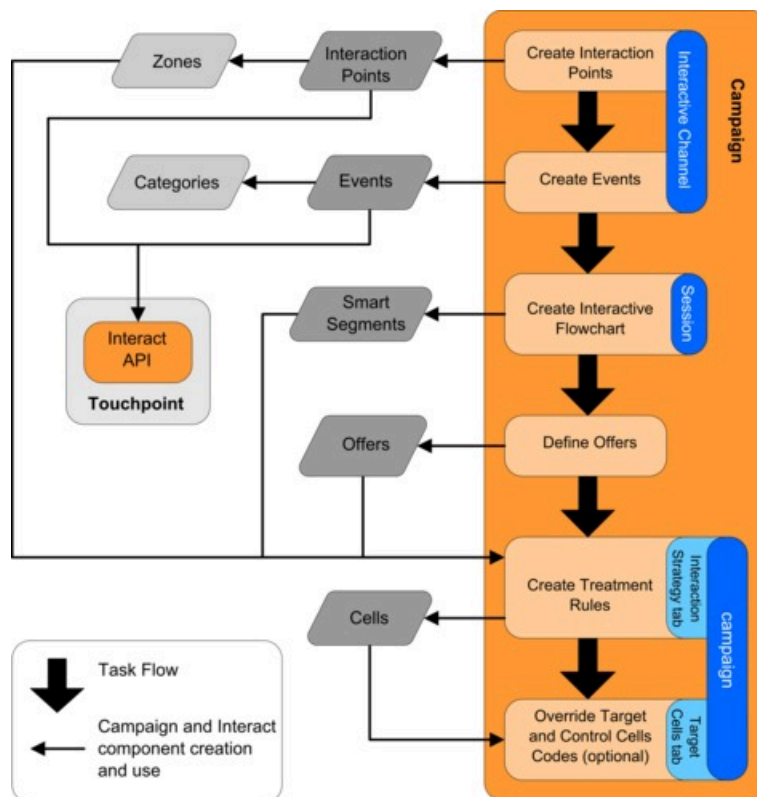 Zones
Interaction
Points
Create Interaction
Points
Interactive Channel
Campaign
Categories
Events
Create Events
Smart
Segments
Create Interactive
Flowchart
Session
Interact
API
Touchpoint
Offers
Define Offers
Create Treatment
Rules
Interaction
Strategy tab
campaign
Cells
Override Target
and Control Cells
Codes (optional)
Target
Cells tab
Task Flow
Campaign and Interact
component creation
and use